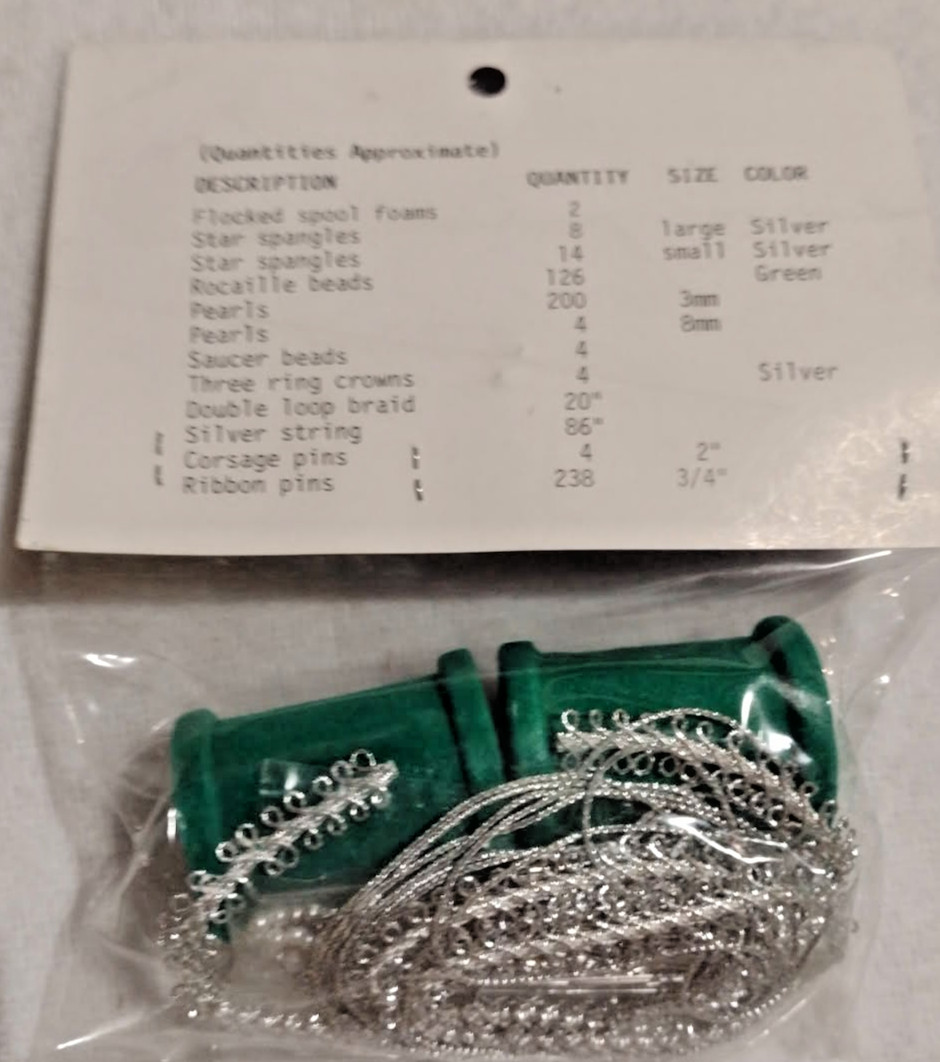 (Quantities Approximate)
DESCRIPTION QUANTITY SIZE COLOR
Flocked spool foams 2
Star spangles 8 large Silver
Star spangles 14 small Silver
Rocaille beads 126 Green
Pearls 200 3mm
Pearls 4 8mm
Saucer beads 4
Three ring crowns 4 Silver
Double loop braid 20"
Silver string 86"
Corsage pins 4 2"
Ribbon pins 238 3/4"